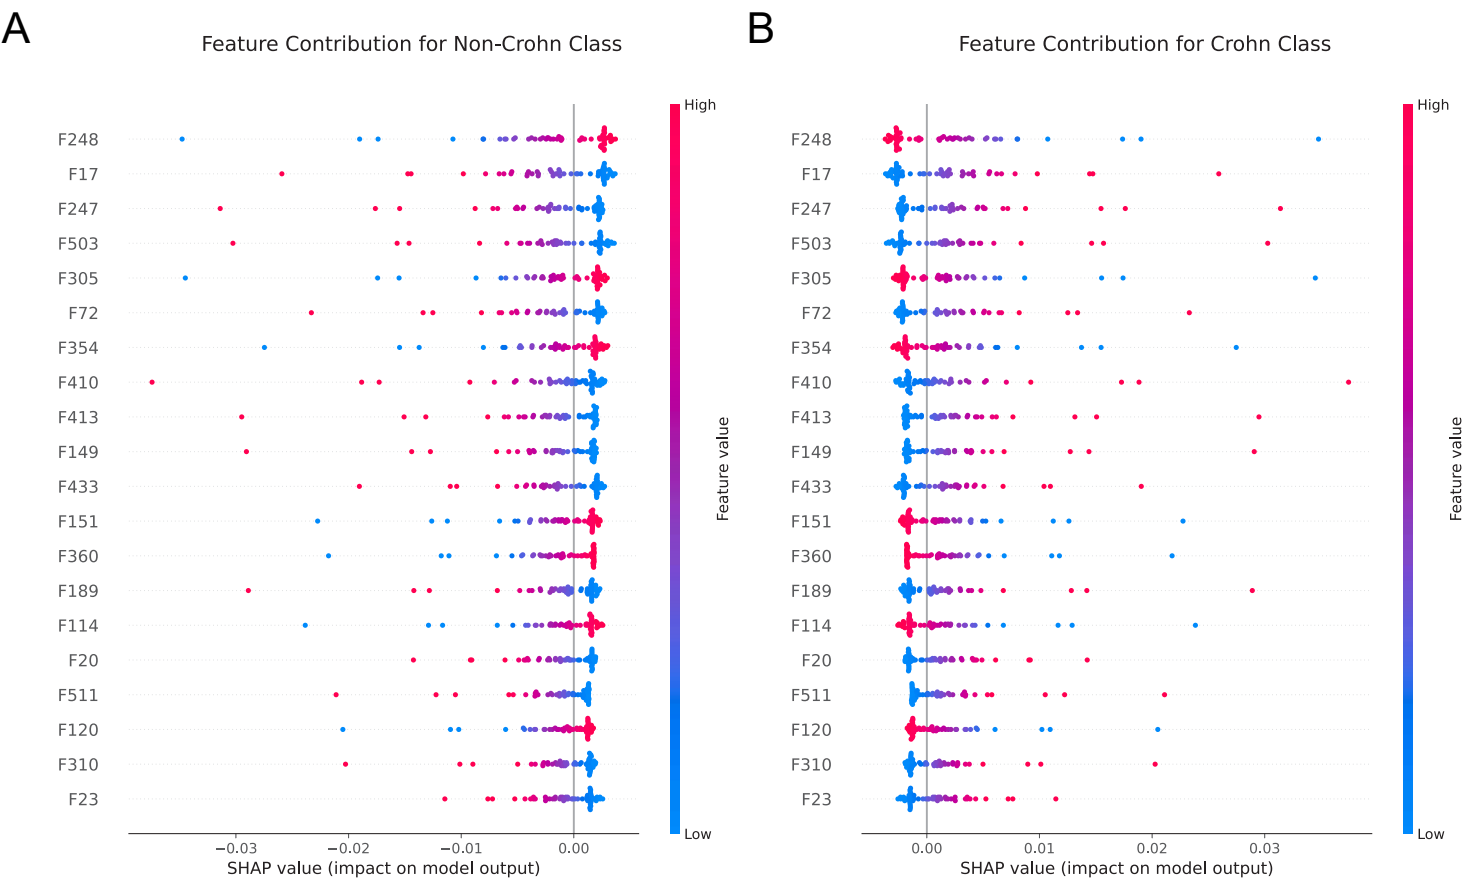 A
Feature Contribution for Non-Crohn Class
High
F248
F17
F247
F503
F305
F72
F354
F410
F413
F149
F433
F151
F360
F189
F114
F20
F511
F120
F310
F23
Feature value
Low
−0.03 −0.02 −0.01 0.00
SHAP value (impact on model output)
B
Feature Contribution for Crohn Class
High
F248
F17
F247
F503
F305
F72
F354
F410
F413
F149
F433
F151
F360
F189
F114
F20
F511
F120
F310
F23
Feature value
Low
0.00 0.01 0.02 0.03
SHAP value (impact on model output)